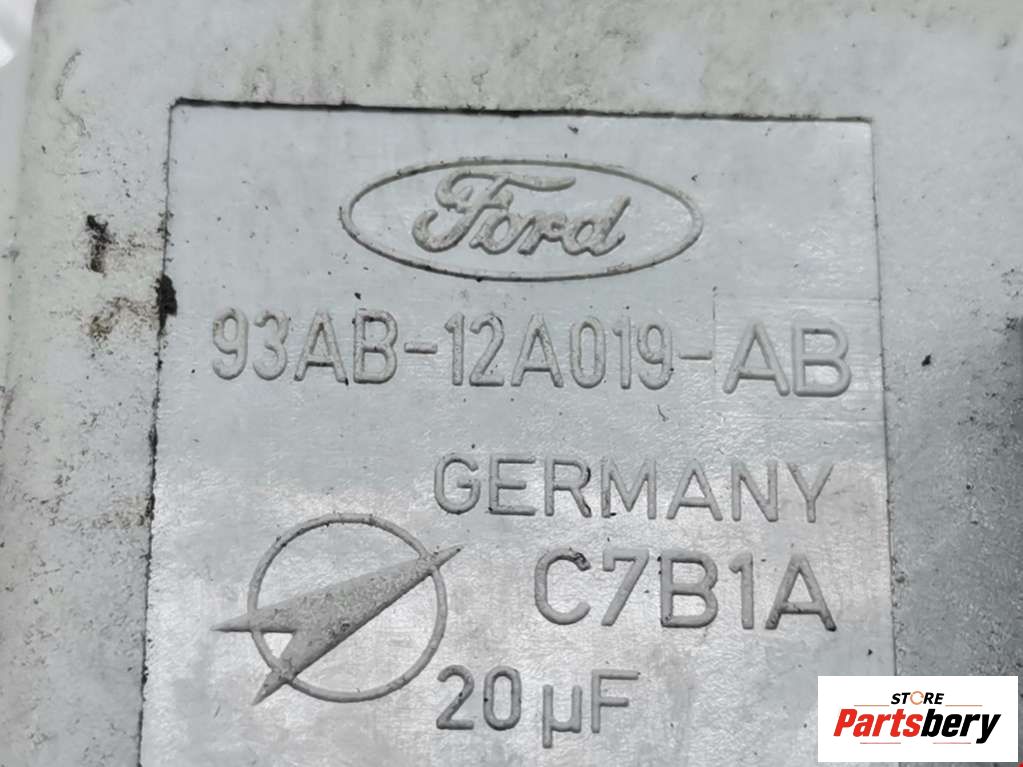 Ford
93AB-12A019-AB
GERMANY
C7B1A
20 µF
STORE
Partsbery